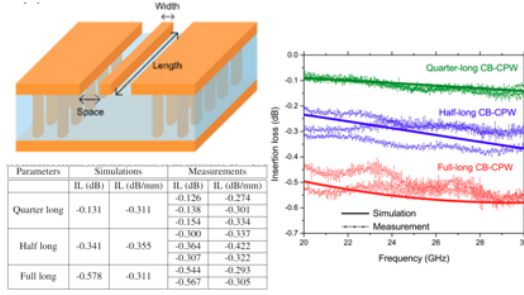 Width
Length
Space
Parameters Simulations Measurements
IL (dB) IL (dB/mm) IL (dB) IL (dB/mm)
Quarter long -0.131 -0.311 -0.126 -0.274
-0.138 -0.301
-0.154 -0.334
Half long -0.341 -0.355 -0.300 -0.337
-0.364 -0.422
-0.307 -0.322
Full long -0.578 -0.311 -0.544 -0.293
-0.567 -0.305
Insertion loss (dB)
0.0
-0.1
-0.2
-0.3
-0.4
-0.5
-0.6
-0.7
Quarter-long CB-CPW
Half-long CB-CPW
Full-long CB-CPW
Simulation
Measurement
20 22 24 26 28 30
Frequency (GHz)